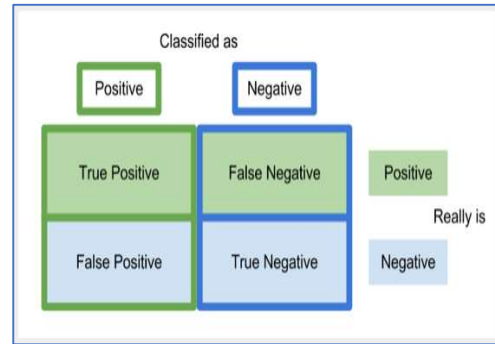 Classified as
Positive
Negative
True Positive
False Negative
Positive
Really is
False Positive
True Negative
Negative